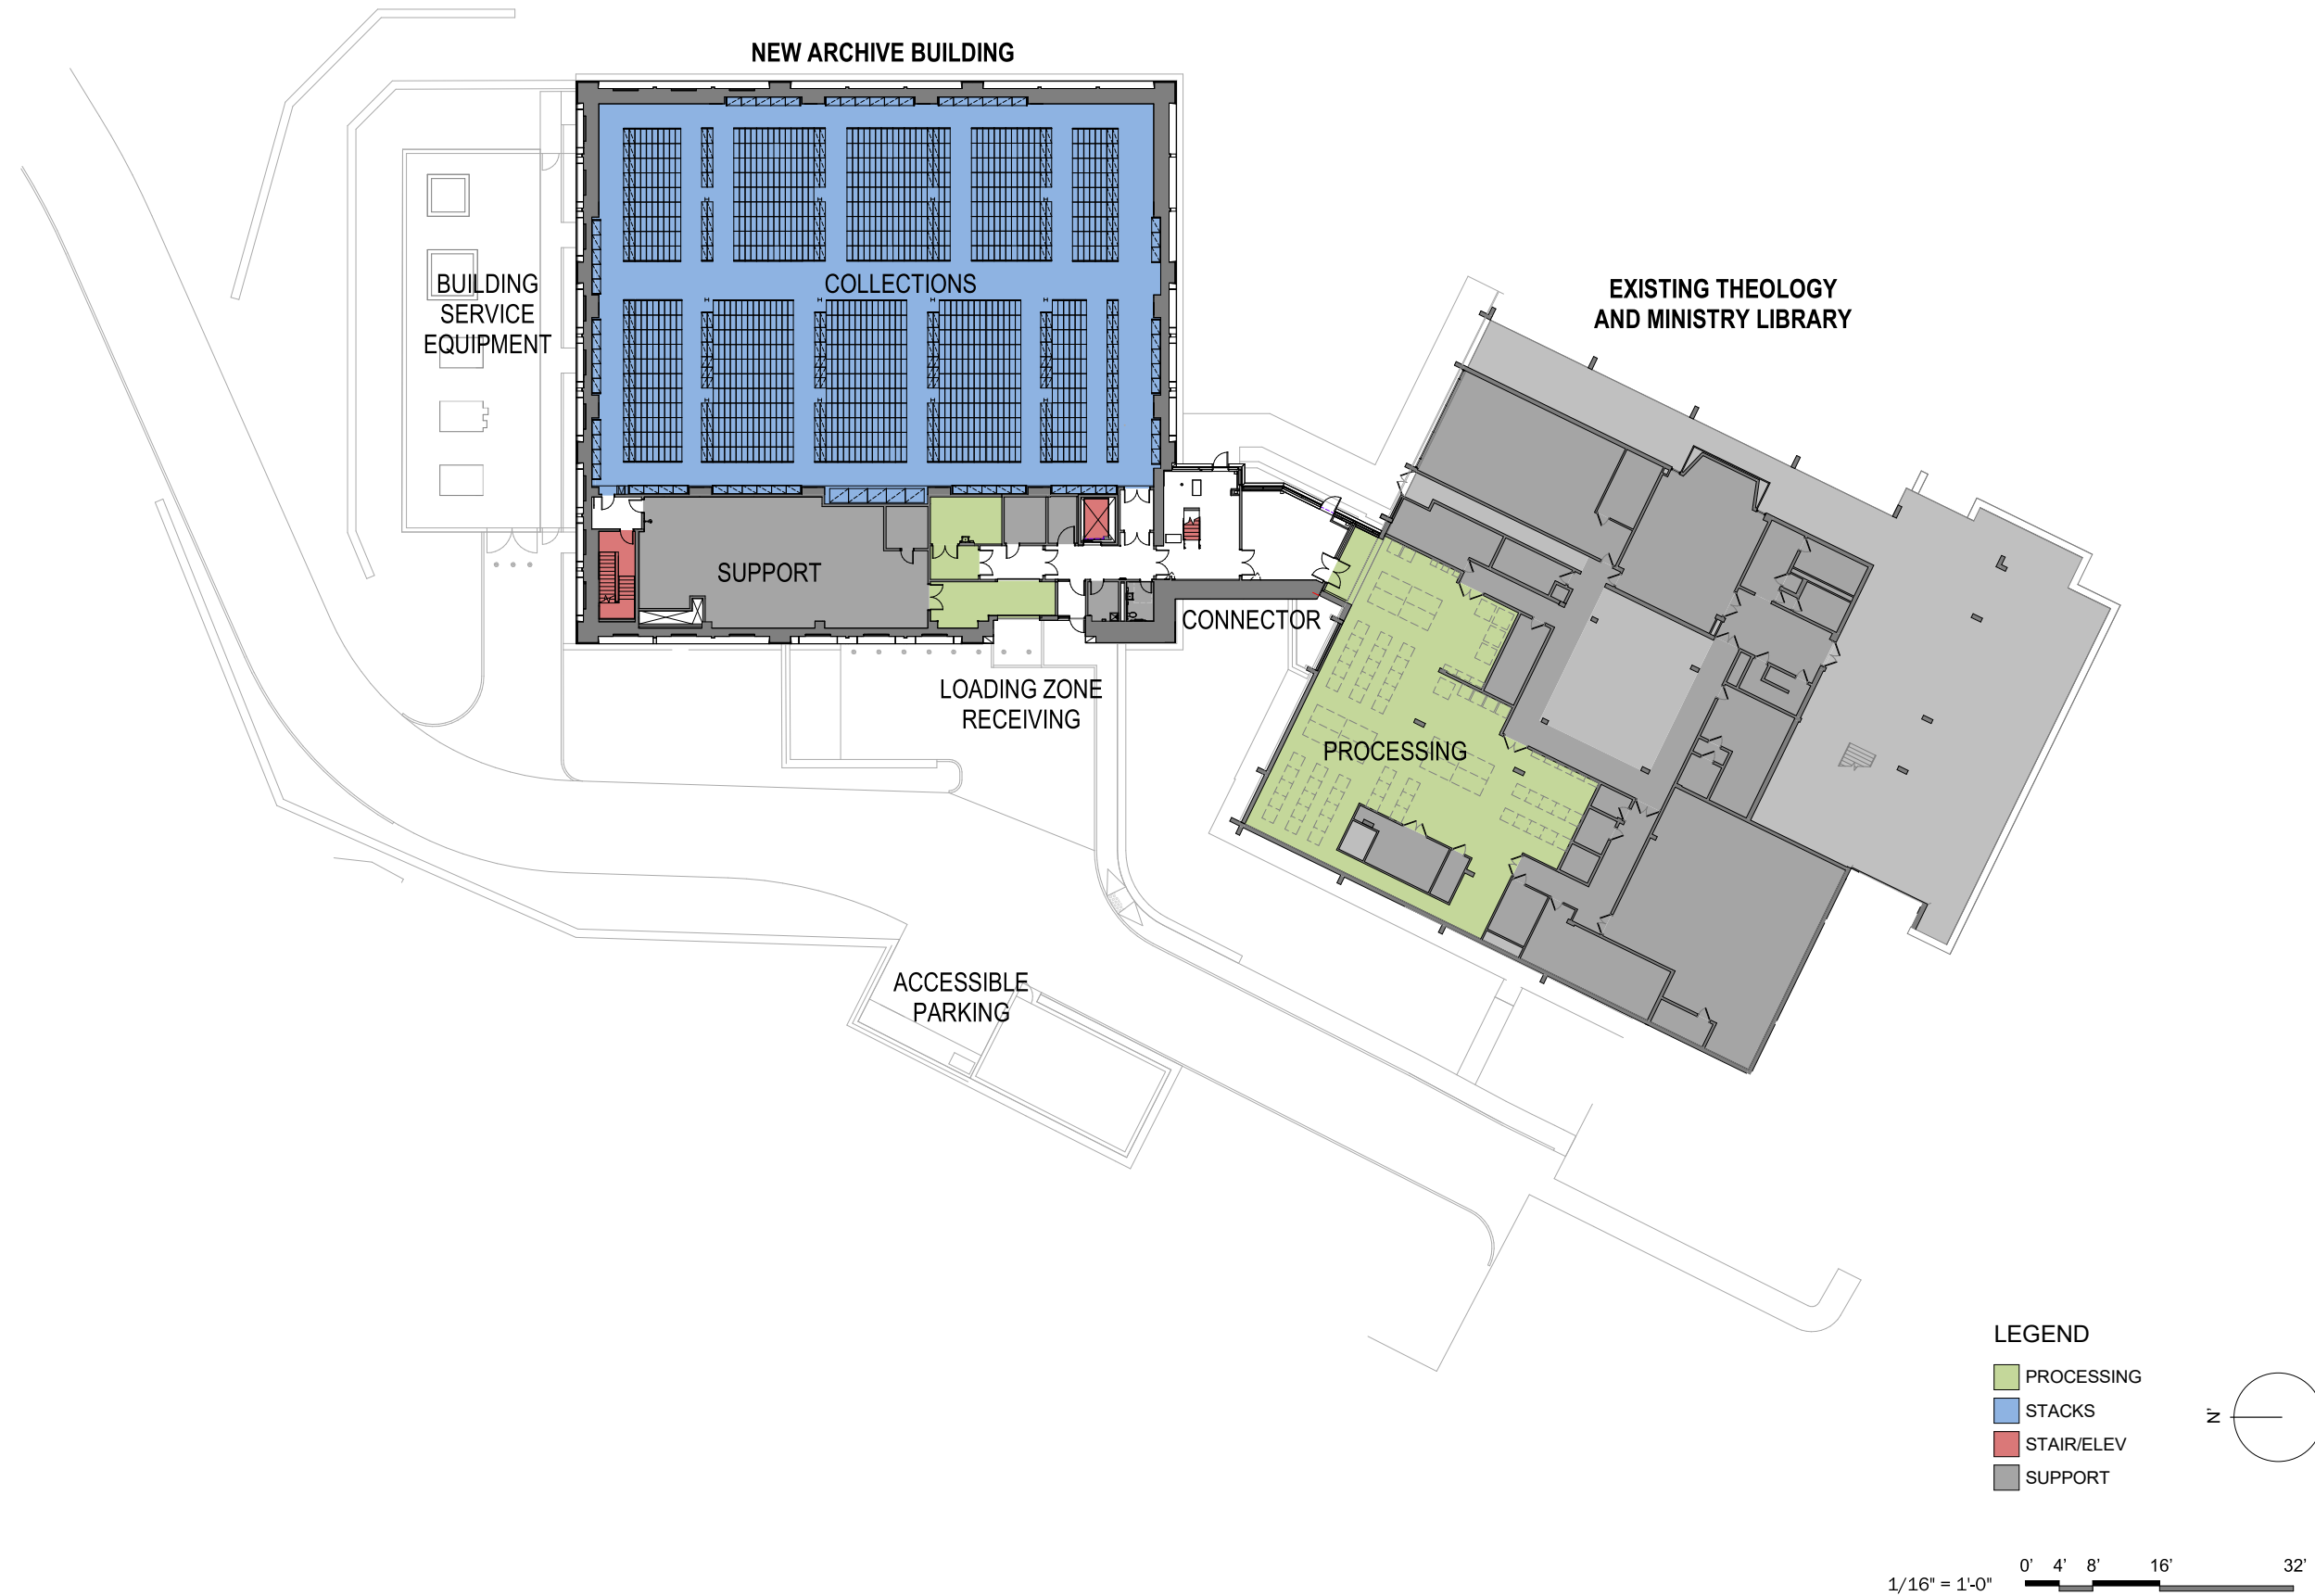 NEW ARCHIVE BUILDING
BUILDING
SERVICE
EQUIPMENT
COLLECTIONS
EXISTING THEOLOGY
AND MINISTRY LIBRARY
SUPPORT
CONNECTOR
LOADING ZONE
RECEIVING
PROCESSING
ACCESSIBLE
PARKING
LEGEND
PROCESSING
STACKS
STAIR/ELEV
SUPPORT
N'
0' 4' 8' 16' 32'
1/16" = 1'-0"